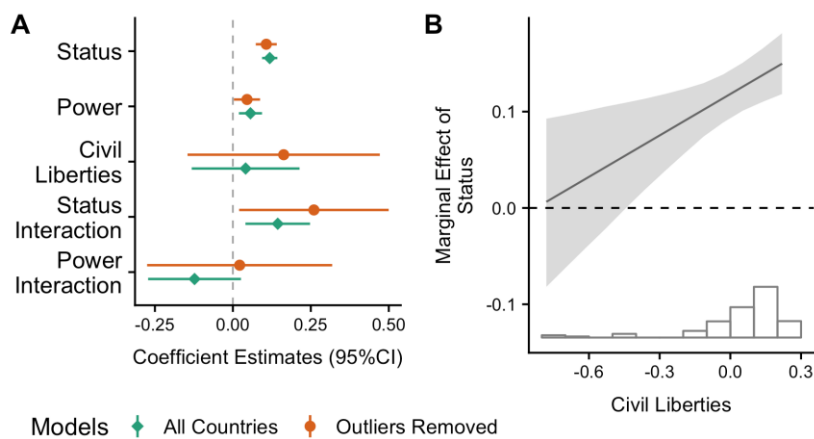 A
Status
Power
Civil
Liberties
Status
Interaction
Power
Interaction
-0.25 0.00 0.25 0.50
Coefficient Estimates (95%CI)
B
Marginal Effect of
Status
0.1
0.0
-0.1
-0.6 -0.3 0.0 0.3
Civil Liberties
Models All Countries Outliers Removed